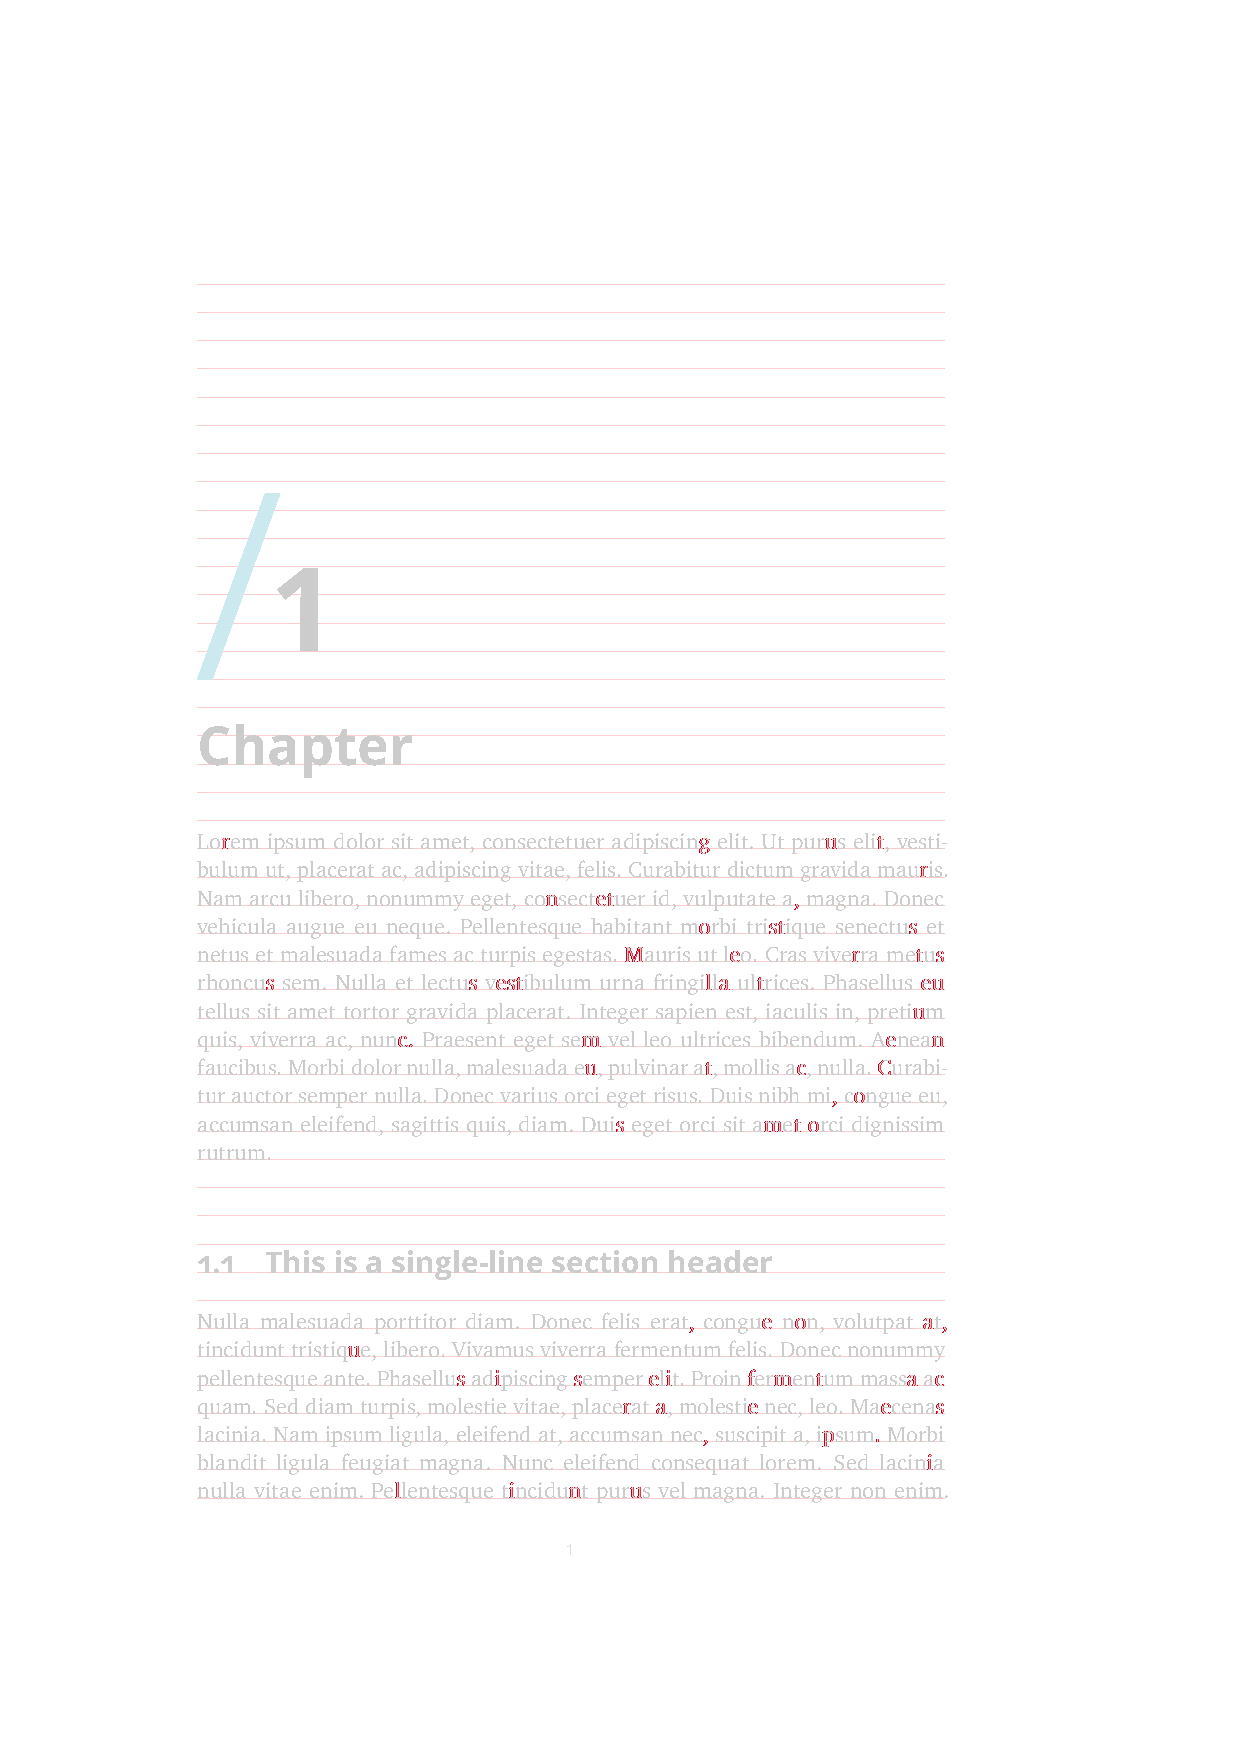 1
Chapter
Lorem ipsum dolor sit amet, consectetuer adipiscing elit. Ut purus elit, vesti-
bulum ut, placerat ac, adipiscing vitae, felis. Curabitur dictum gravida mauris.
Nam arcu libero, nonummy eget, consectetuer id, vulputate a, magna. Donec
vehicula augue eu neque. Pellentesque habitant morbi tristique senectus et
netus et malesuada fames ac turpis egestas. Mauris ut leo. Cras viverra metus
rhoncus sem. Nulla et lectus vestibulum urna fringilla ultrices. Phasellus eu
tellus sit amet tortor gravida placerat. Integer sapien est, iaculis in, pretium
quis, viverra ac, nunc. Praesent eget sem vel leo ultrices bibendum. Aenean
faucibus. Morbi dolor nulla, malesuada eu, pulvinar at, mollis ac, nulla. Curabi-
tur auctor semper nulla. Donec varius orci eget risus. Duis nibh mi, congue eu,
accumsan eleifend, sagittis quis, diam. Duis eget orci sit amet orci dignissim
rutrum.
1.1 This is a single-line section header
Nulla malesuada porttitor diam. Donec felis erat, congue non, volutpat at,
tincidunt tristique, libero. Vivamus viverra fermentum felis. Donec nonummy
pellentesque ante. Phasellus adipiscing semper elit. Proin fermentum massa ac
quam. Sed diam turpis, molestie vitae, placerat a, molestie nec, leo. Maecenas
lacinia. Nam ipsum ligula, eleifend at, accumsan nec, suscipit a, ipsum. Morbi
blandit ligula feugiat magna. Nunc eleifend consequat lorem. Sed lacinia
nulla vitae enim. Pellentesque tincidunt purus vel magna. Integer non enim.
1